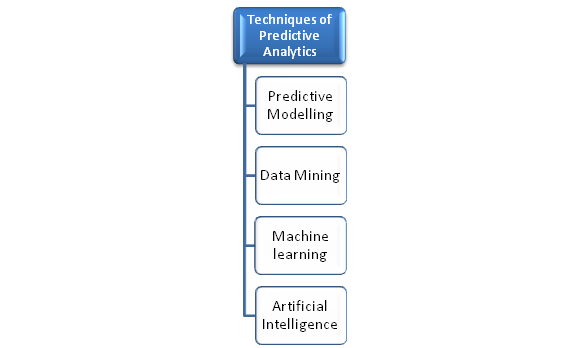 Techniques of
Predictive
Analytics
Predictive
Modelling
Data Mining
Machine
learning
Artificial
Intelligence